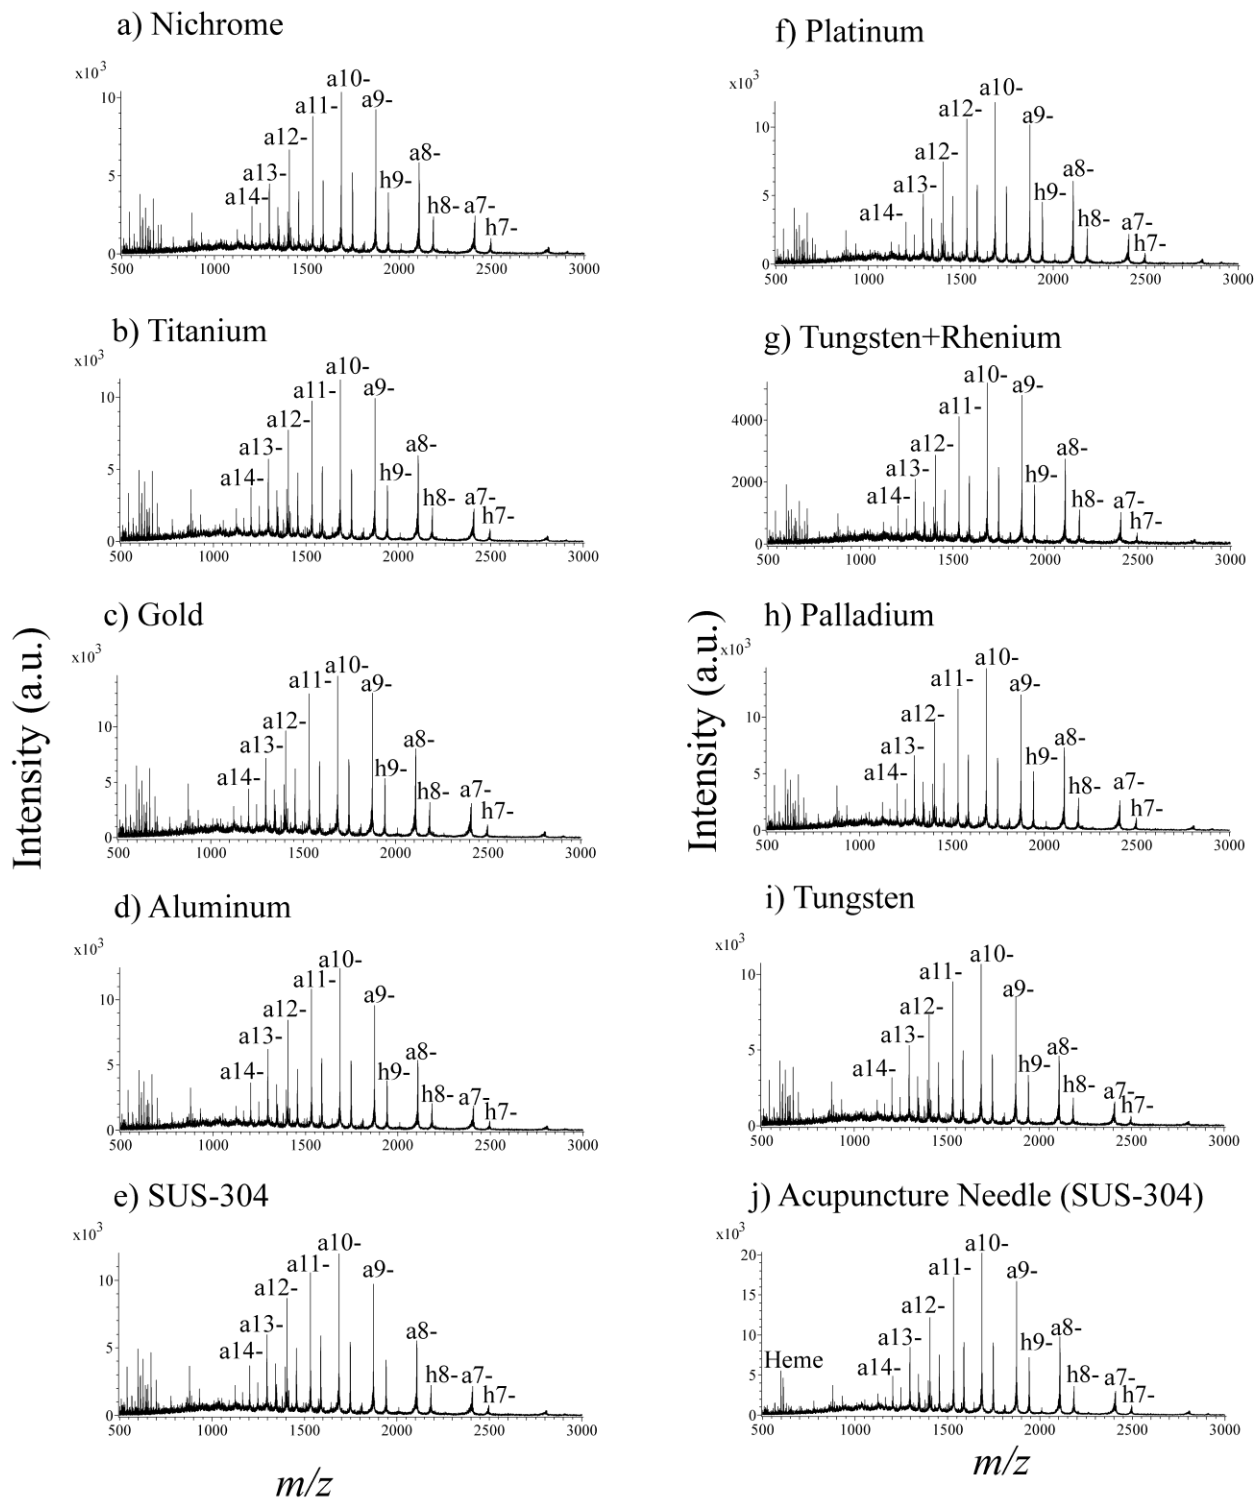 a) Nichrome
x10³
10
5
0
a14-
a13-
a12-
a11-
a10-
a9-
h9-
a8-
h8-
a7-
h7-
500 1000 1500 2000 2500 3000
b) Titanium
x10³
10
5
0
a14-
a13-
a12-
a11-
a10-
a9-
h9-
a8-
h8-
a7-
h7-
500 1000 1500 2000 2500 3000
c) Gold
x10³
10
5
0
a14-
a13-
a12-
a11-
a10-
a9-
h9-
a8-
h8-
a7-
h7-
500 1000 1500 2000 2500 3000
d) Aluminum
x10³
10
5
0
a14-
a13-
a12-
a11-
a10-
a9-
h9-
a8-
h8-
a7-
h7-
500 1000 1500 2000 2500 3000
e) SUS-304
x10³
10
5
0
a14-
a13-
a12-
a11-
a10-
a9-
a8-
h8-
a7-
h7-
500 1000 1500 2000 2500 3000
Intensity (a.u.)
m/z
f) Platinum
x10³
10
5
0
a14-
a13-
a12-
a12-
a10-
a9-
h9-
a8-
h8-
a7-
h7-
500 1000 1500 2000 2500 3000
g) Tungsten+Rhenium
4000
2000
0
a14-
a13-
a12-
a11-
a10-
a9-
h9-
a8-
h8-
a7-
h7-
500 1000 1500 2000 2500 3000
h) Palladium
x10³
10
5
0
a14-
a13-
a12-
a11-
a10-
a9-
h9-
a8-
h8-
a7-
h7-
500 1000 1500 2000 2500 3000
i) Tungsten
x10³
10
5
0
a14-
a13-
a12-
a11-
a10-
a9-
h9-
a8-
h8-
a7-
h7-
500 1000 1500 2000 2500 3000
j) Acupuncture Needle (SUS-304)
x10³
20
15
10
5
0
Heme
a14-
a13-
a12-
a11-
a10-
a9-
h9-
a8-
h8-
a7-
h7-
500 1000 1500 2000 2500 3000
Intensity (a.u.)
m/z